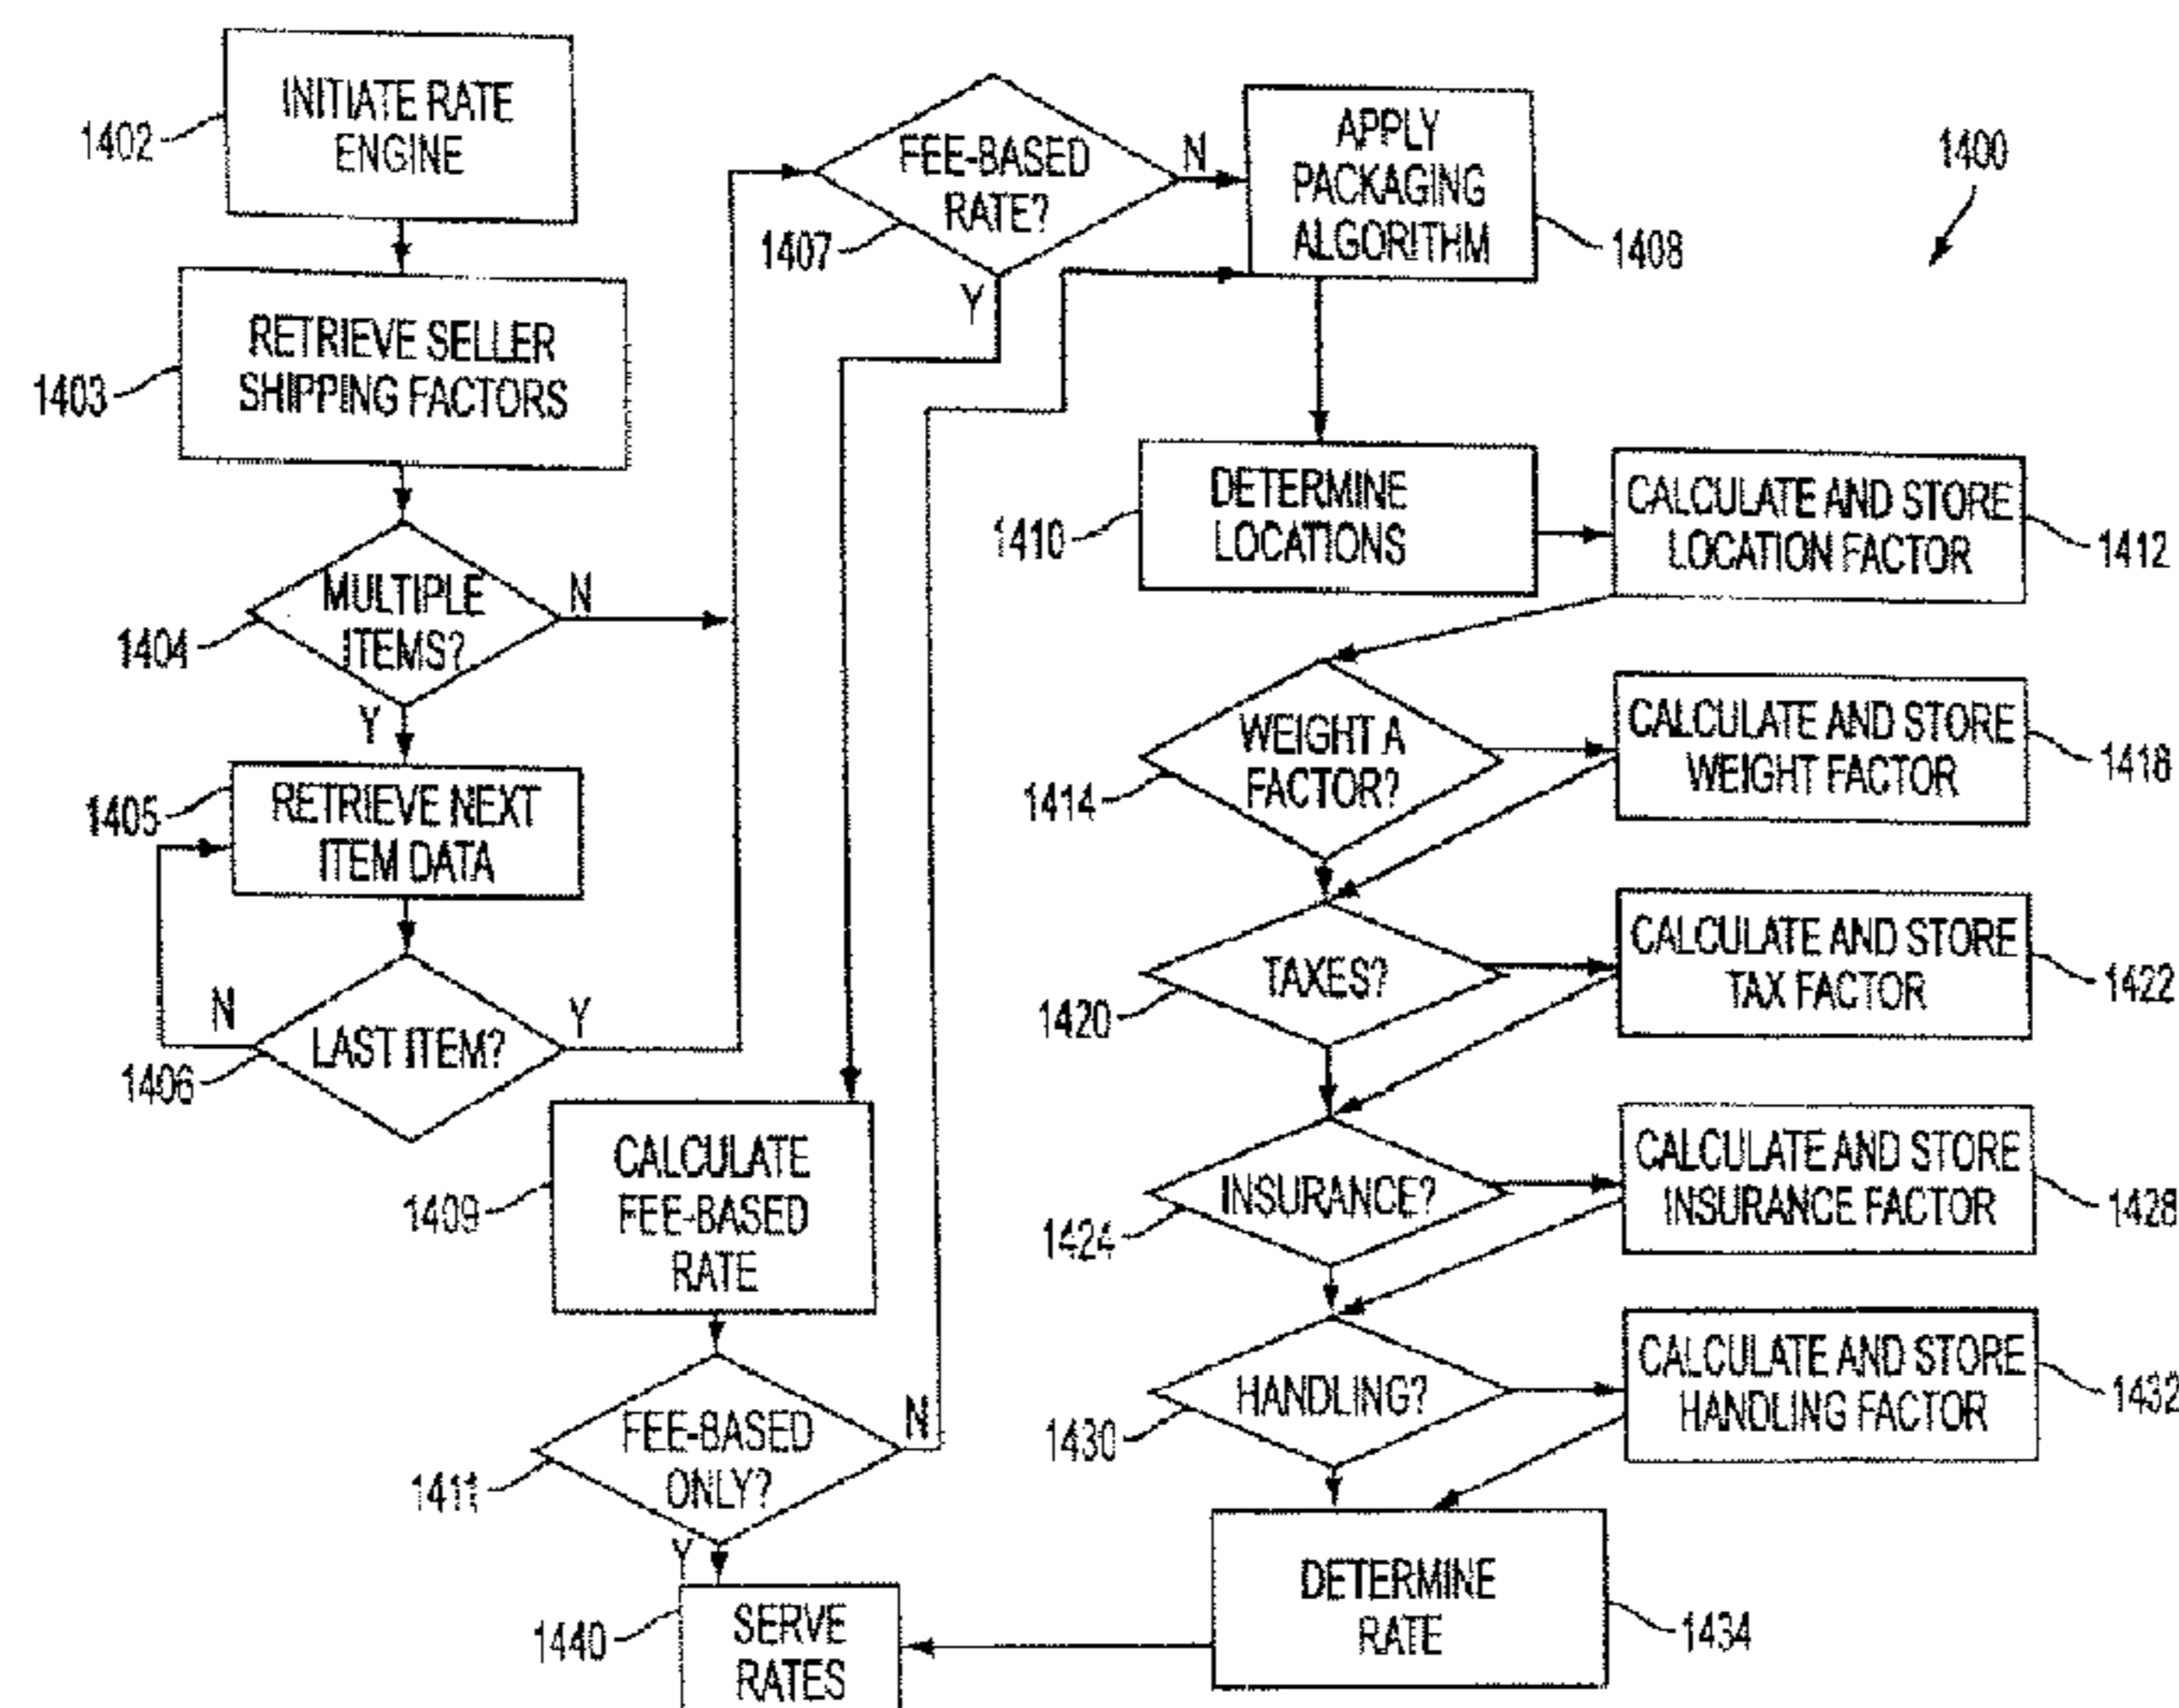 1402
INITIATE RATE
ENGINE
1403
RETRIEVE SELLER
SHIPPING FACTORS
1404
MULTIPLE
ITEMS?
N
Y
1405
RETRIEVE NEXT
ITEM DATA
N
LAST ITEM?
Y
1406
FEE-BASED
RATE?
N
1407
Y
APPLY
PACKAGING
ALGORITHM
1408
1400
CALCULATE
FEE-BASED
RATE
1409
FEE-BASED
ONLY?
N
1411
Y
1440
SERVE
RATES
DETERMINE
LOCATIONS
1410
CALCULATE AND STORE
LOCATION FACTOR
1412
WEIGHT A
FACTOR?
1414
CALCULATE AND STORE
WEIGHT FACTOR
1418
TAXES?
1420
CALCULATE AND STORE
TAX FACTOR
1422
INSURANCE?
1424
CALCULATE AND STORE
INSURANCE FACTOR
1428
HANDLING?
1430
CALCULATE AND STORE
HANDLING FACTOR
1432
DETERMINE
RATE
1434